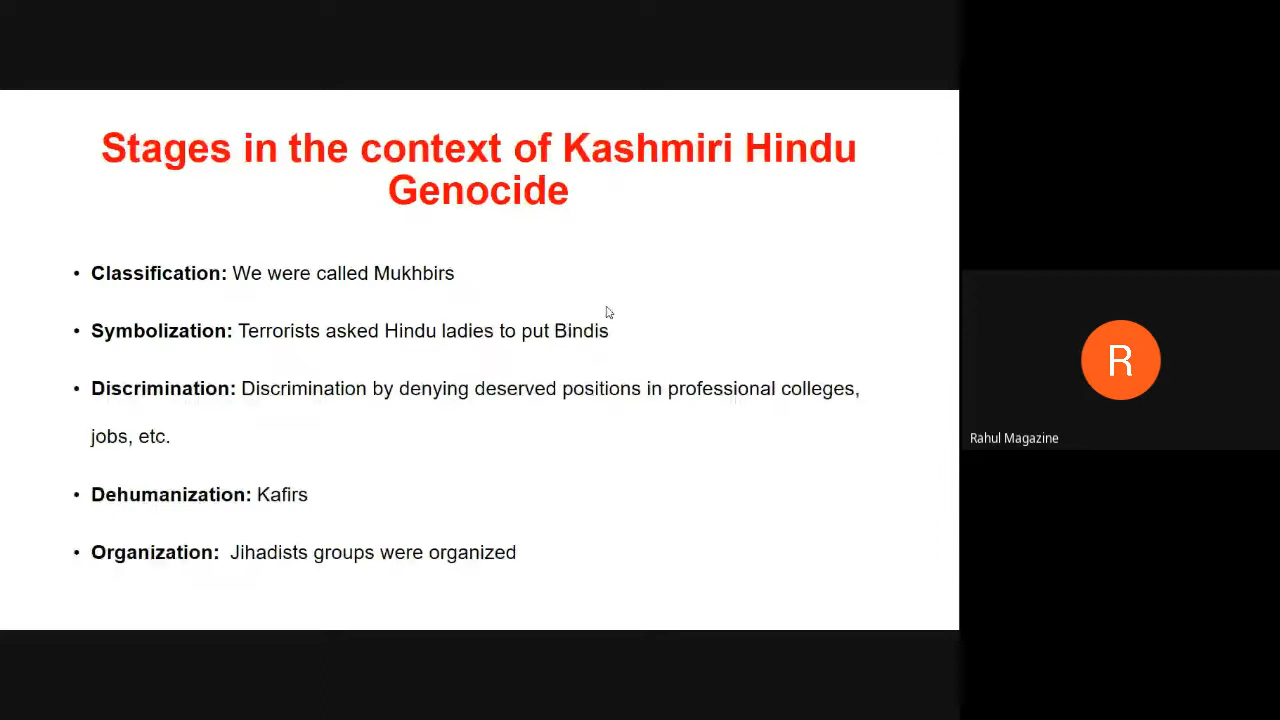 Stages in the context of Kashmiri Hindu
Genocide
• Classification: We were called Mukhbirs
• Symbolization: Terrorists asked Hindu ladies to put Bindis
• Discrimination: Discrimination by denying deserved positions in professional colleges,
jobs, etc.
• Dehumanization: Kafirs
• Organization: Jihadists groups were organized
R
Rahul Magazine